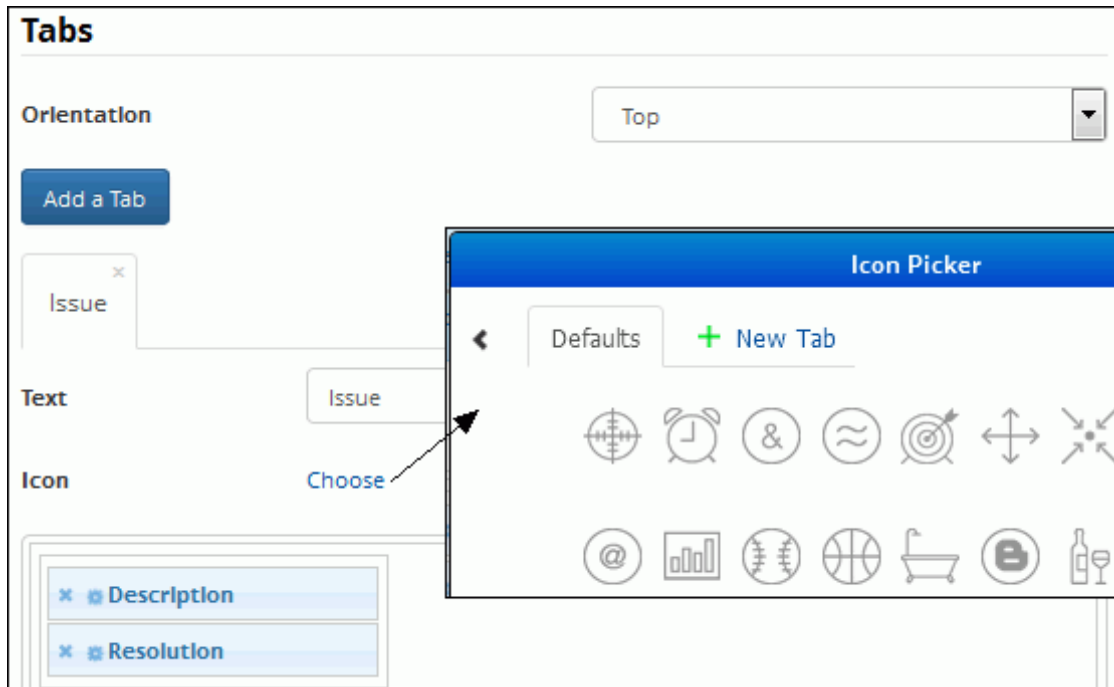 Tabs
Orientation
Top
Add a Tab
Issue
Icon Picker
Defaults
+ New Tab
Text
Issue
Icon
Choose
&
≈
@
B
Description
Resolution